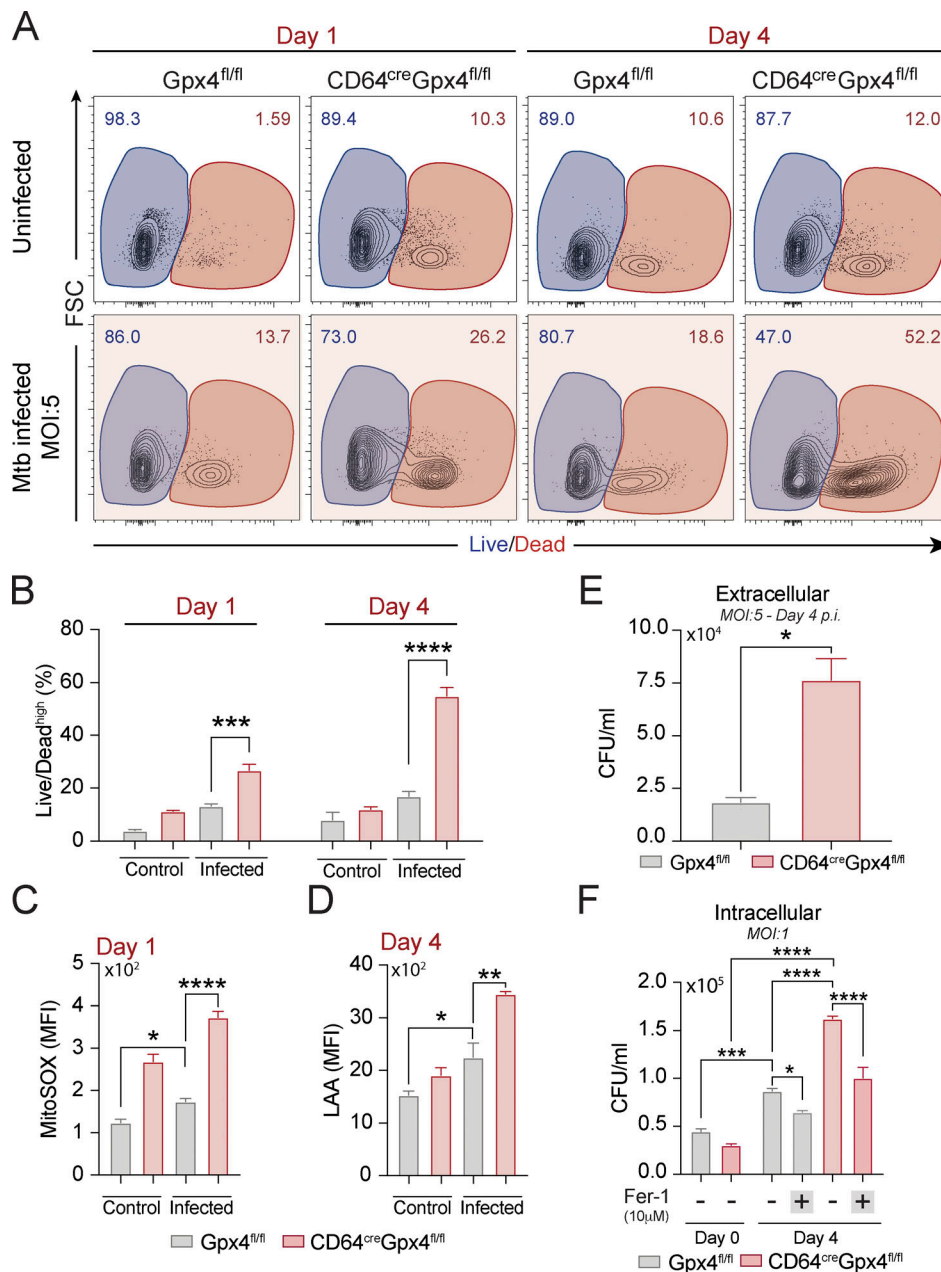 A
Day 1
Day 4
Gpx4fl/fl
CD64creGpx4fl/fl
Gpx4fl/fl
CD64creGpx4fl/fl
Uninfected
98.3
1.59
89.4
10.3
89.0
10.6
87.7
12.0
FSC
Mtb infected
MOI:5
86.0
13.7
73.0
26.2
80.7
18.6
47.0
52.2
Live/Dead
B
Day 1
Day 4
Live/Deadhigh (%)
80
60
40
20
0
***
****
Control
Infected
Control
Infected
E
Extracellular
MOI:5 - Day 4 p.i.
x10⁴
CFU/ml
10.0
7.5
5.0
2.5
0.0
*
Gpx4fl/fl
CD64creGpx4fl/fl
C
Day 1
x10²
MitoSOX (MFI)
5
4
3
2
1
0
*
****
Control
Infected
D
Day 4
x10²
LAA (MFI)
40
30
20
10
0
*
**
Control
Infected
Gpx4fl/fl
CD64creGpx4fl/fl
F
Intracellular
MOI:1
x10⁵
CFU/ml
2.0
1.5
1.0
0.5
0.0
****
****
****
***
*
Fer-1
(10μM)
- - - + - +
Day 0
Day 4
Gpx4fl/fl
CD64creGpx4fl/fl